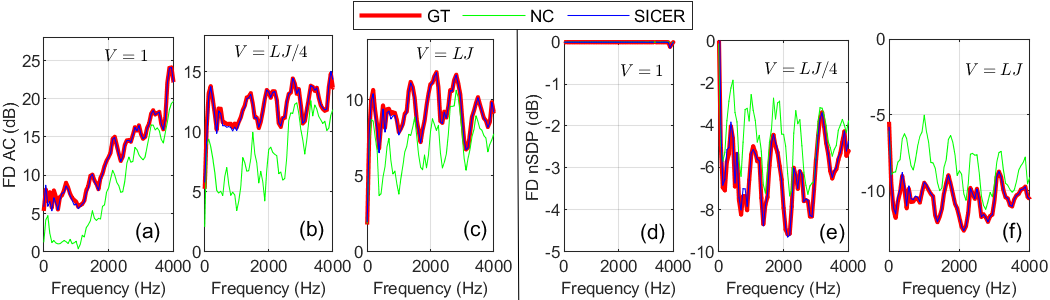 GT NC SICER
FD AC (dB)
25
20
15
10
5
0
V = 1
(a)
0 2000 4000
Frequency (Hz)
15
10
5
0
V = LJ/4
(b)
0 2000 4000
Frequency (Hz)
10
5
0
V = LJ
(c)
0 2000 4000
Frequency (Hz)
FD nSDP (dB)
0
-1
-2
-3
-4
-5
V = 1
(d)
0 2000 4000
Frequency (Hz)
0
-2
-4
-6
-8
-10
V = LJ/4
(e)
0 2000 4000
Frequency (Hz)
0
-5
-10
V = LJ
(f)
0 2000 4000
Frequency (Hz)